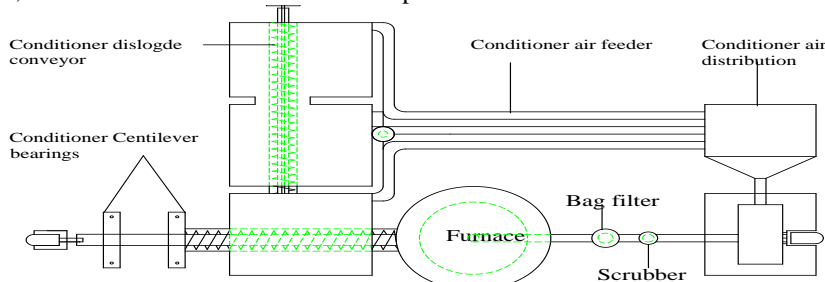 Conditioner dislogde
conveyor
Conditioner air feeder
Conditioner air
distribution
Conditioner Centilever
bearings
Bag filter
Furnace
Scrubber